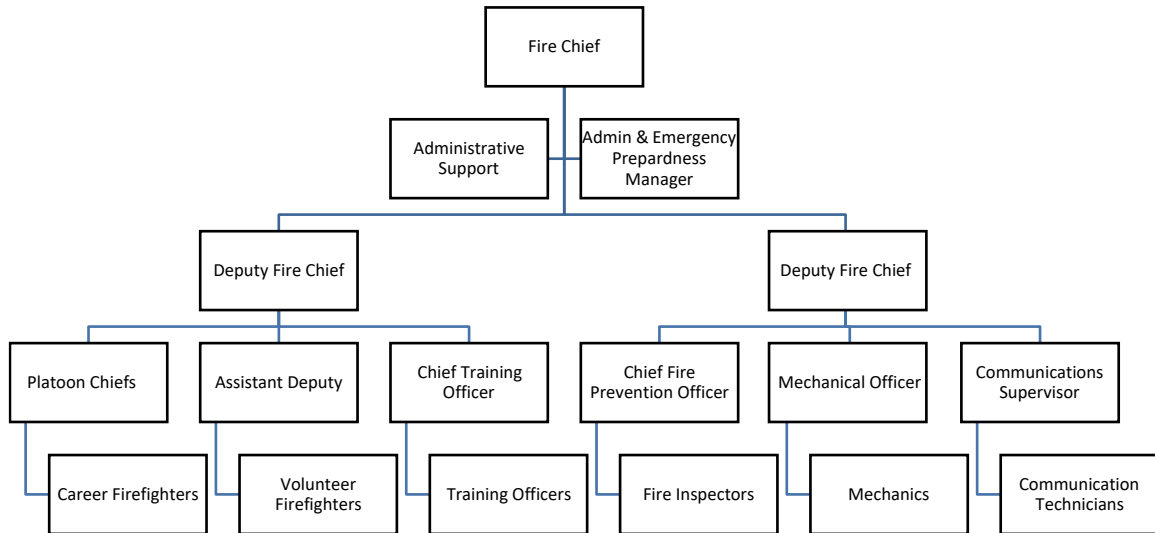 Fire Chief
Administrative
Support
Admin & Emergency
Prepardness
Manager
Deputy Fire Chief
Deputy Fire Chief
Platoon Chiefs
Assistant Deputy
Chief Training
Officer
Chief Fire
Prevention Officer
Mechanical Officer
Communications
Supervisor
Career Firefighters
Volunteer
Firefighters
Training Officers
Fire Inspectors
Mechanics
Communication
Technicians